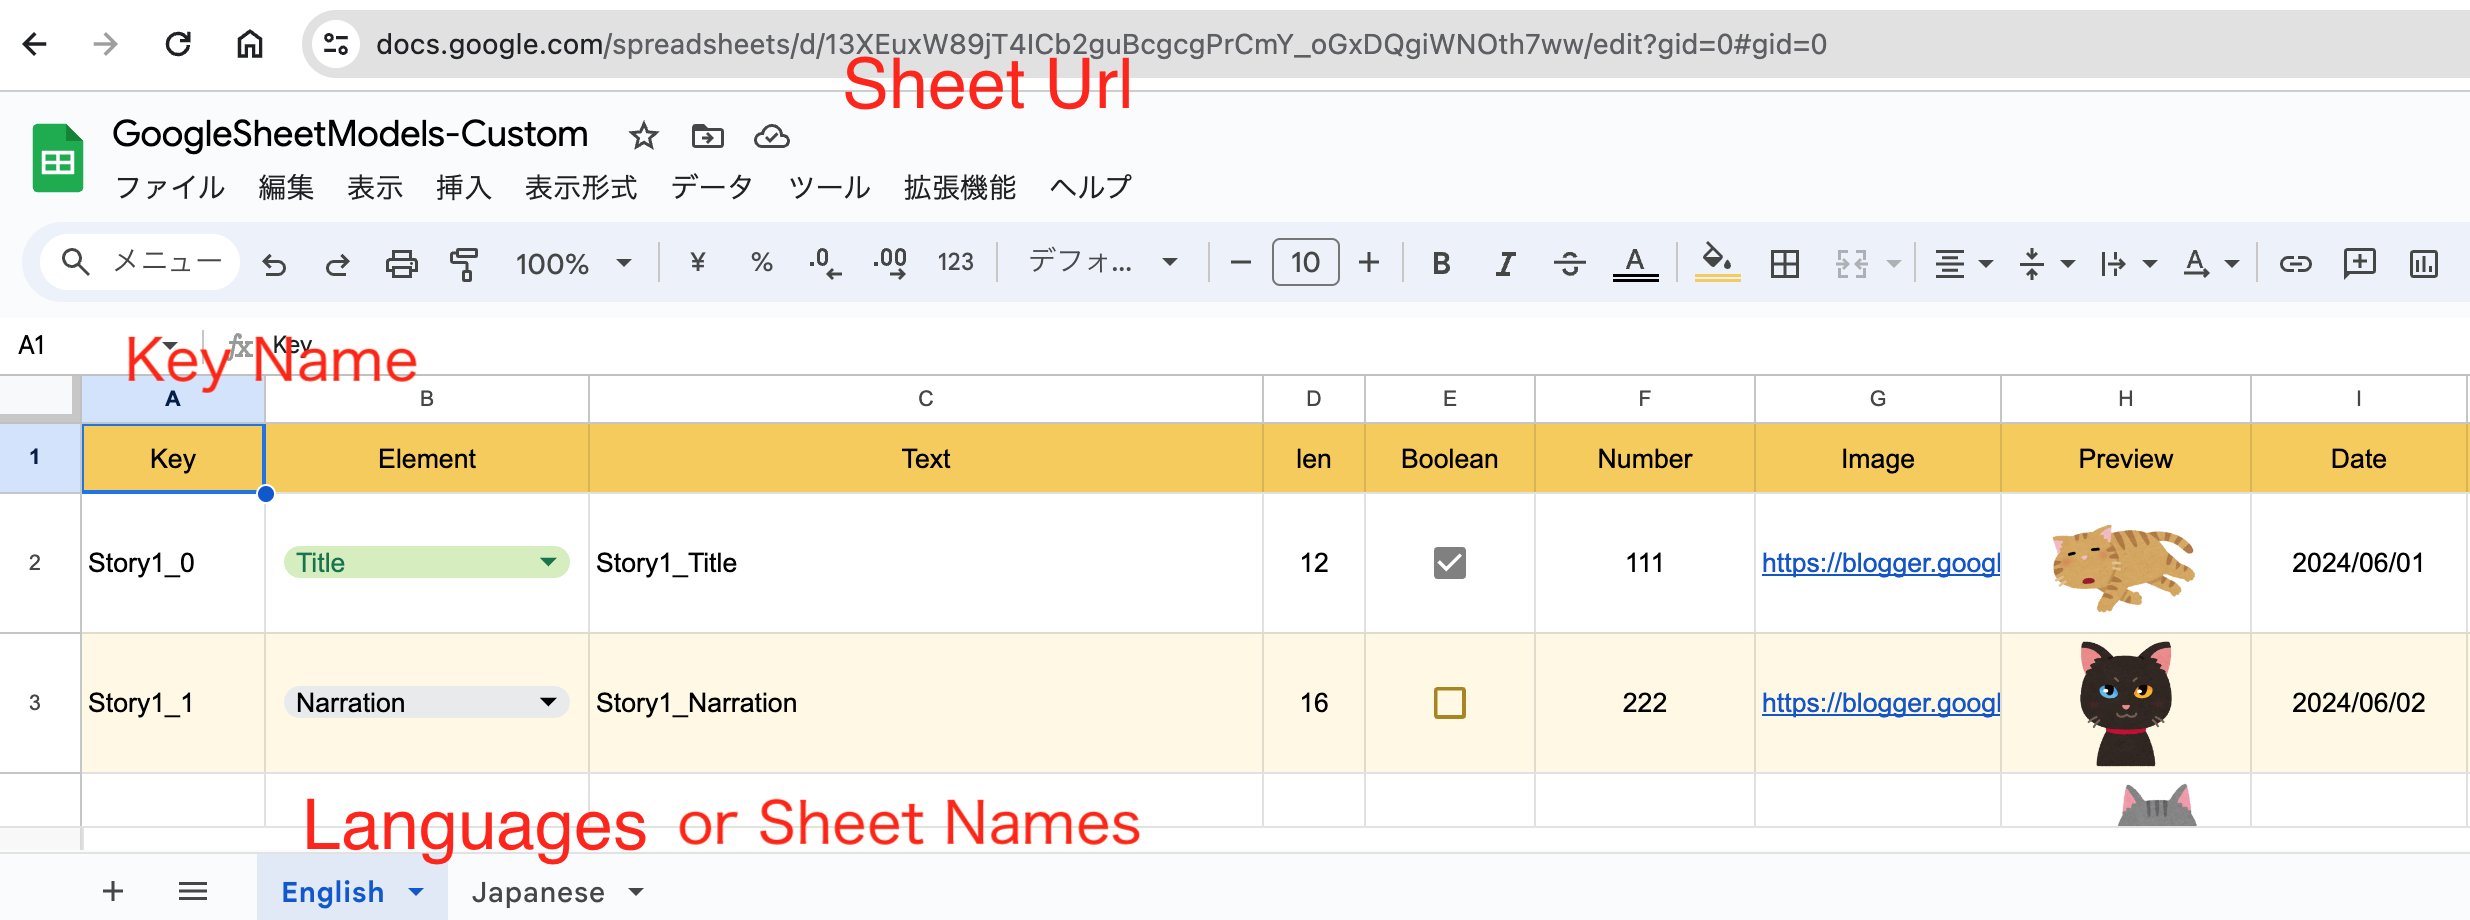 docs.google.com/spreadsheets/d/13XEuxW89jT4ICb2guBcgcgPrCmY_oGxDQgiWNOth7ww/edit?gid=0#gid=0
Sheet Url
GoogleSheetModels-Custom
ファイル 編集 表示 挿入 表示形式 データ ツール 拡張機能 ヘルプ
メニュー 100% ¥ % .0 .00 123 デフォ... − 10 + B I A A
A1 fx Key
Key Name
A B C D E F G H I
1 Key Element Text len Boolean Number Image Preview Date
2 Story1_0 Title Story1_Title 12 111 https://blogger.googl 2024/06/01
3 Story1_1 Narration Story1_Narration 16 222 https://blogger.googl 2024/06/02
Languages or Sheet Names
+ English Japanese